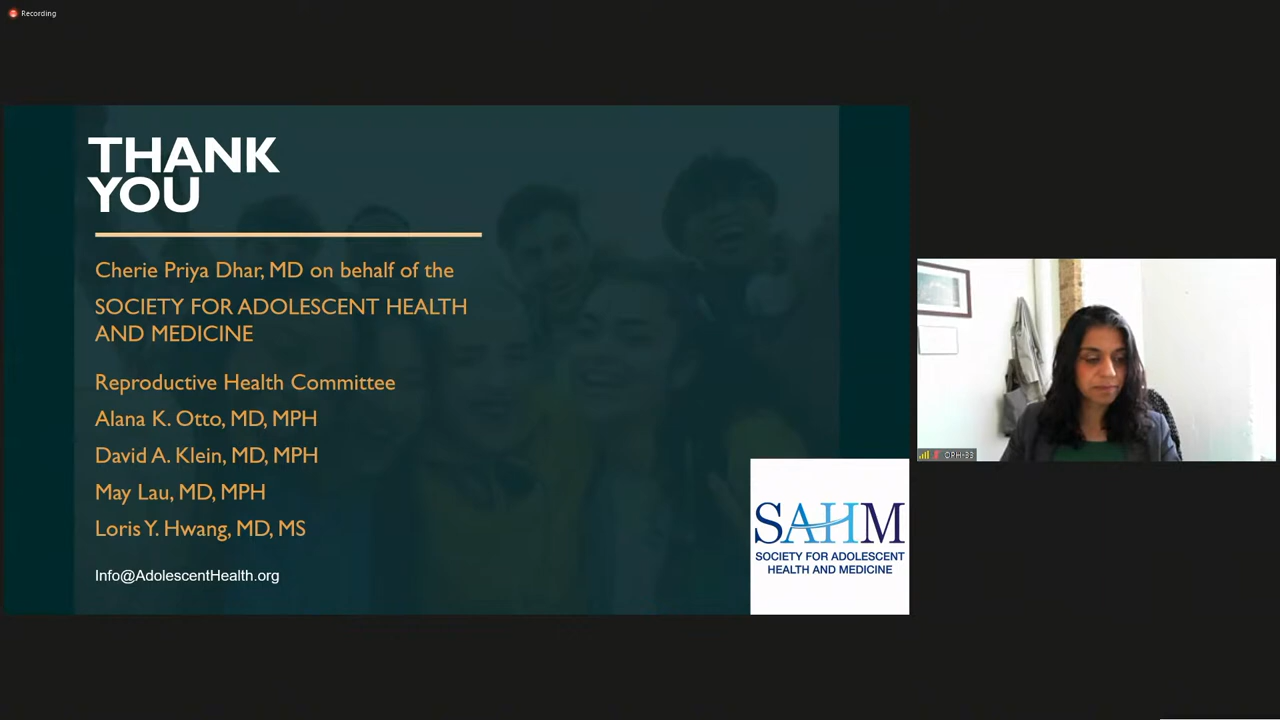 Recording
THANK
YOU
Cherie Priya Dhar, MD on behalf of the
SOCIETY FOR ADOLESCENT HEALTH
AND MEDICINE
Reproductive Health Committee
Alana K. Otto, MD, MPH
David A. Klein, MD, MPH
May Lau, MD, MPH
Loris Y. Hwang, MD, MS
Info@AdolescentHealth.org
SAHM
SOCIETY FOR ADOLESCENT
HEALTH AND MEDICINE
OPH-33